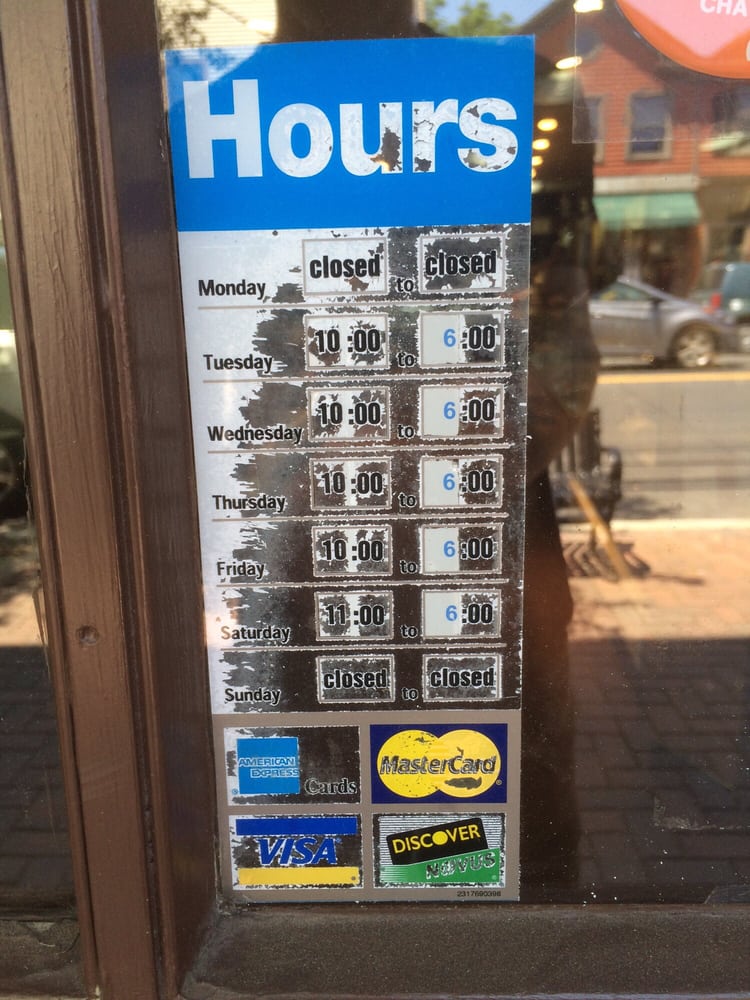 CHA
Hours
Monday closed to closed
Tuesday 10:00 to 6:00
Wednesday 10:00 to 6:00
Thursday 10:00 to 6:00
Friday 10:00 to 6:00
Saturday 11:00 to 6:00
Sunday closed to closed
AMERICAN
EXPRESS
Cards
MasterCard
VISA
DISCOVER
NOVUS
2317690398